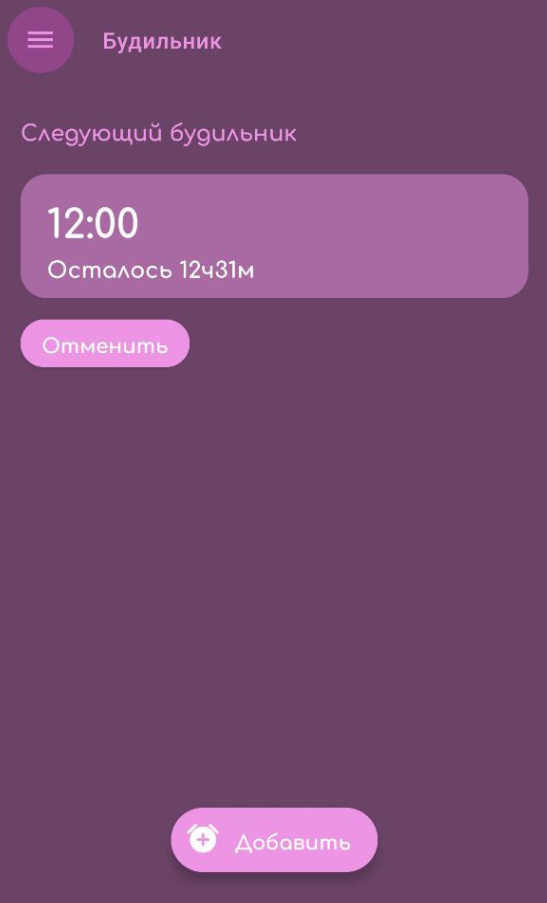 Будильник
Следующий будильник
12:00
Осталось 12ч31м
Отменить
Добавить